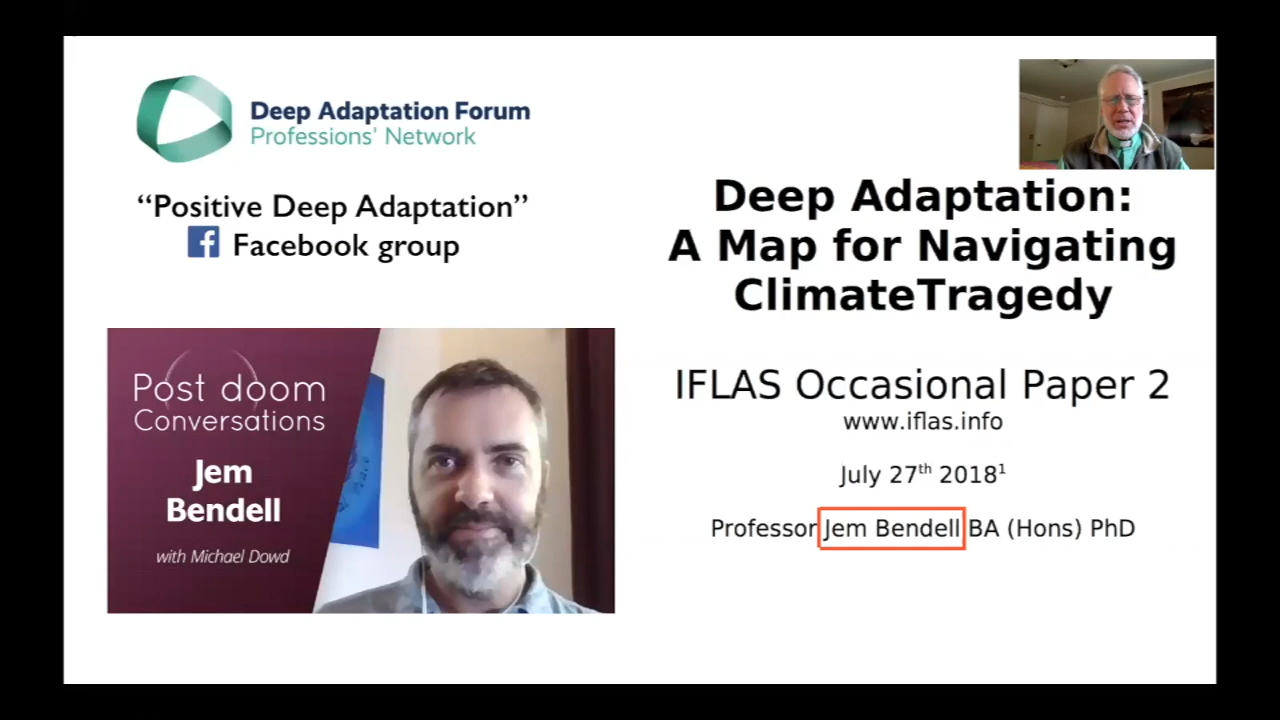 Deep Adaptation Forum
Professions' Network
“Positive Deep Adaptation”
Facebook group
Post doom
Conversations
Jem
Bendell
with Michael Dowd
Deep Adaptation:
A Map for Navigating
ClimateTragedy
IFLAS Occasional Paper 2
www.iflas.info
July 27th 20181
Professor Jem Bendell BA (Hons) PhD